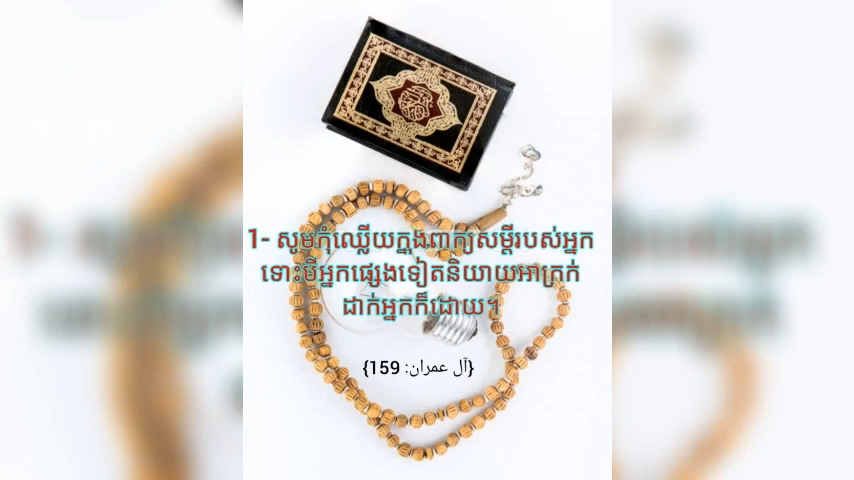 1- សូមកុំឈ្លើយក្នុងពាក្យសម្តីរបស់អ្នក
ទោះបីអ្នកផ្សេងទៀតនិយាយអាក្រក់
ដាក់អ្នកក៏ដោយ។
{آل عمران: 159}